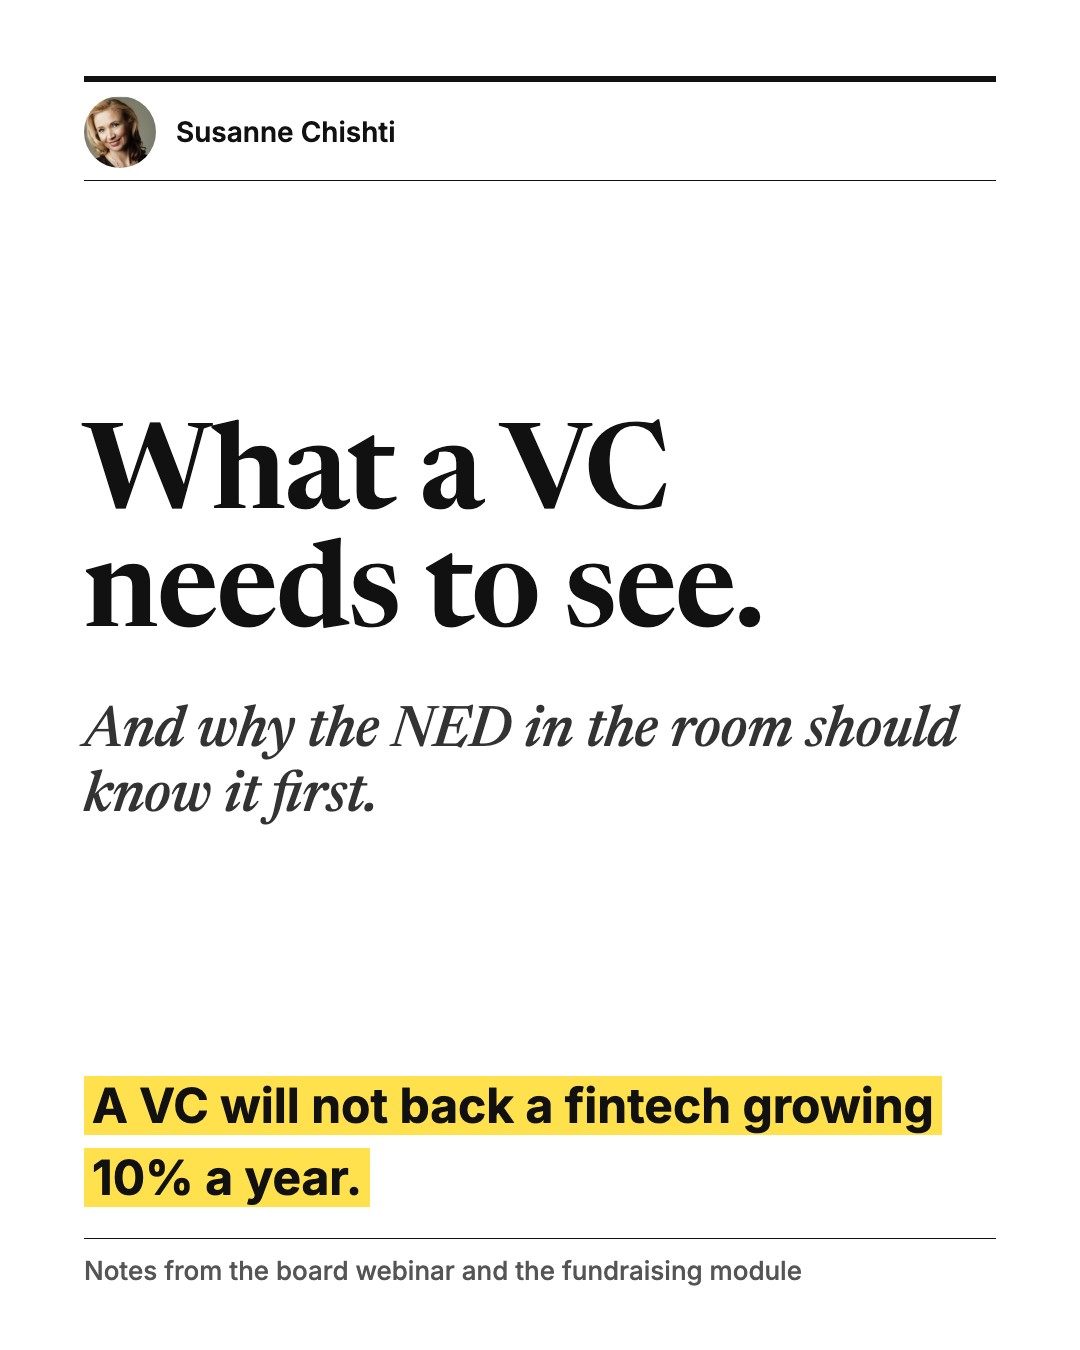 Susanne Chishti
What a VC
needs to see.
And why the NED in the room should
know it first.
A VC will not back a fintech growing
10% a year.
Notes from the board webinar and the fundraising module